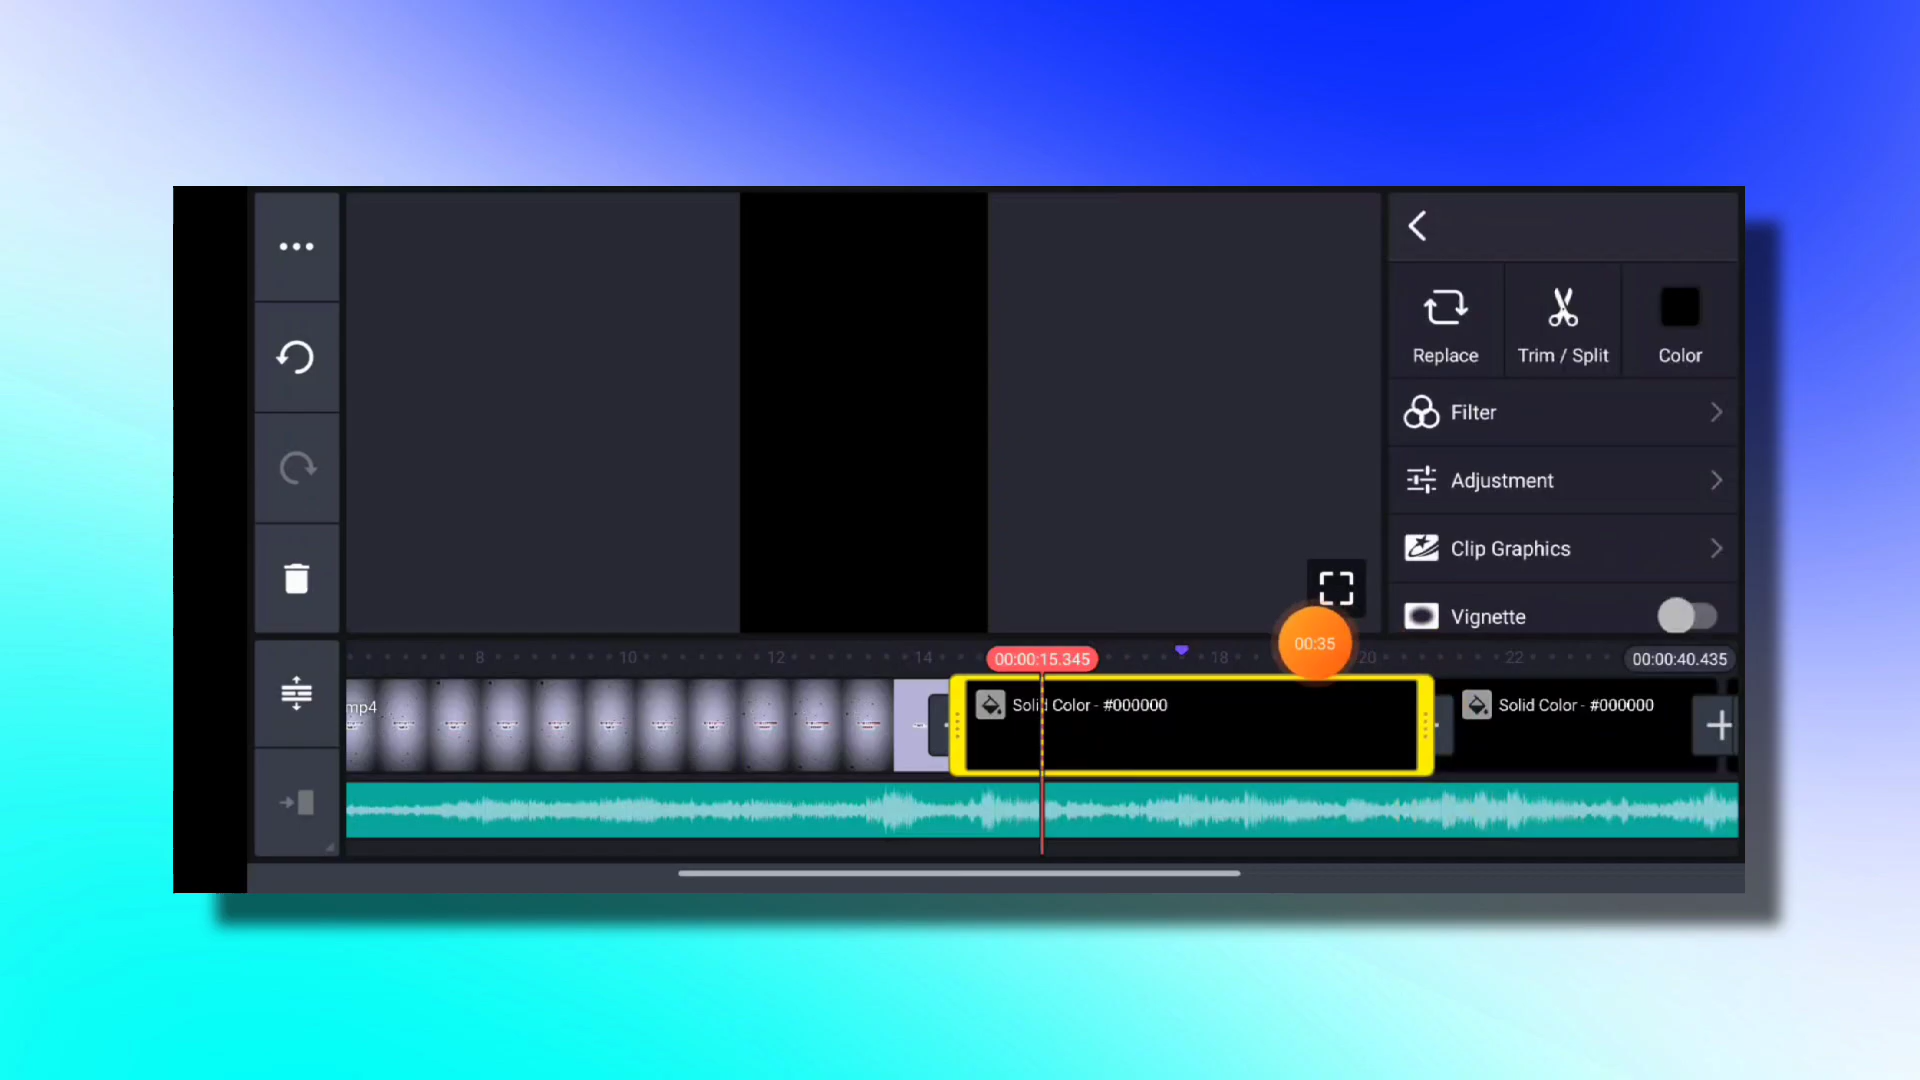 Replace
Trim / Split
Color
Filter
Adjustment
Clip Graphics
Vignette
8
10
12
14
00:00:15.345
18
00:35
20
22
00:00:40.435
mp4
Solid Color - #000000
Solid Color - #000000